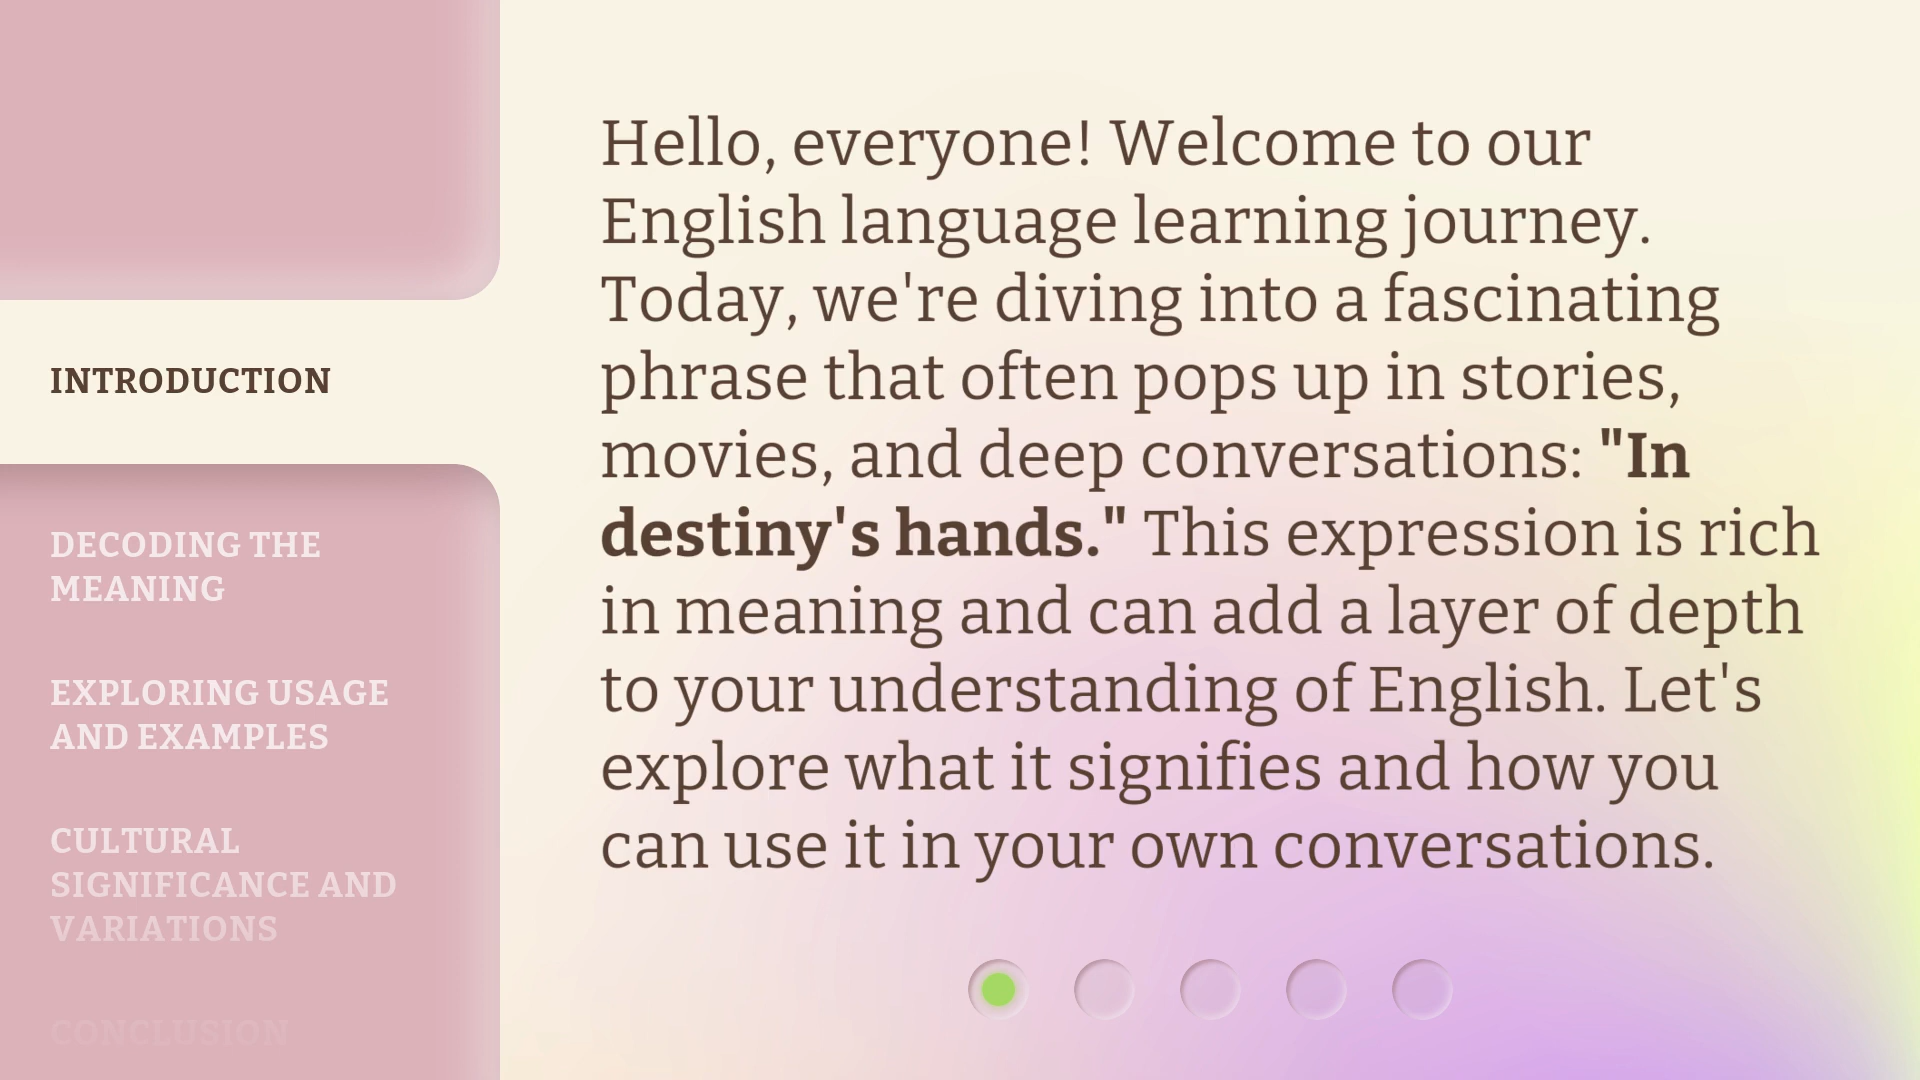 INTRODUCTION
DECODING THE
MEANING
EXPLORING USAGE
AND EXAMPLES
CULTURAL
SIGNIFICANCE AND
VARIATIONS
CONCLUSION
Hello, everyone! Welcome to our
English language learning journey.
Today, we're diving into a fascinating
phrase that often pops up in stories,
movies, and deep conversations: "In
destiny's hands." This expression is rich
in meaning and can add a layer of depth
to your understanding of English. Let's
explore what it signifies and how you
can use it in your own conversations.